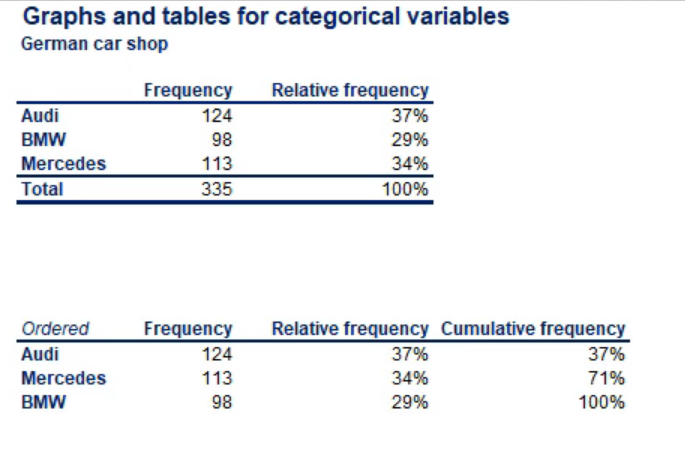 Graphs and tables for categorical variables
German car shop
Frequency Relative frequency
Audi 124 37%
BMW 98 29%
Mercedes 113 34%
Total 335 100%
Ordered Frequency Relative frequency Cumulative frequency
Audi 124 37% 37%
Mercedes 113 34% 71%
BMW 98 29% 100%